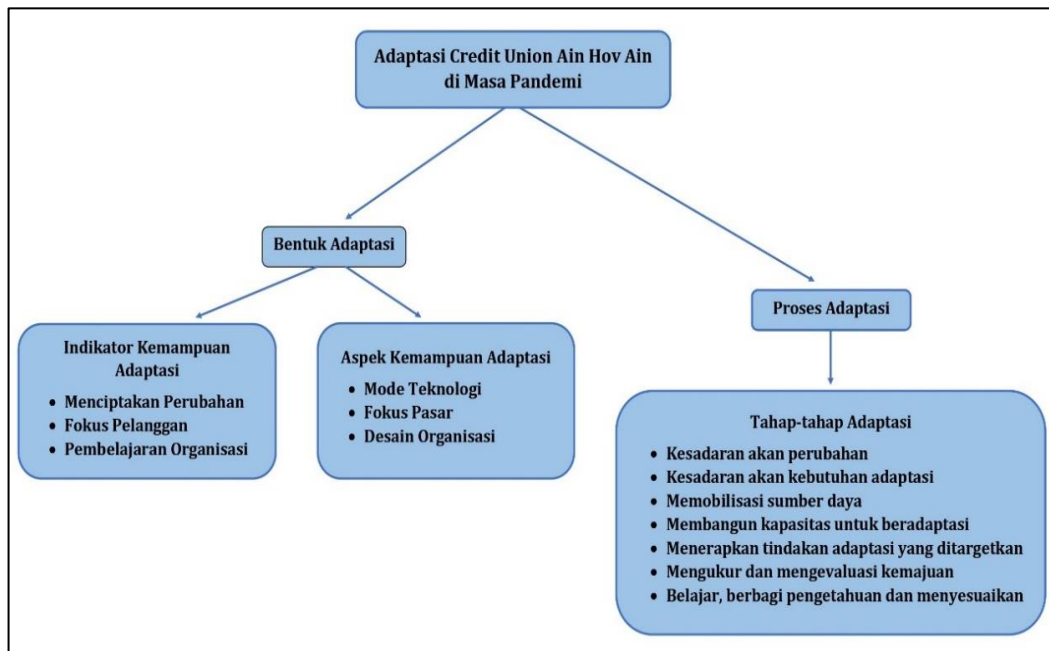 Adaptasi Credit Union Ain Hov Ain
di Masa Pandemi
Bentuk Adaptasi
Indikator Kemampuan
Adaptasi
• Menciptakan Perubahan
• Fokus Pelanggan
• Pembelajaran Organisasi
Aspek Kemampuan Adaptasi
• Mode Teknologi
• Fokus Pasar
• Desain Organisasi
Proses Adaptasi
Tahap-tahap Adaptasi
• Kesadaran akan perubahan
• Kesadaran akan kebutuhan adaptasi
• Memobilisasi sumber daya
• Membangun kapasitas untuk beradaptasi
• Menerapkan tindakan adaptasi yang ditargetkan
• Mengukur dan mengevaluasi kemajuan
• Belajar, berbagi pengetahuan dan menyesuaikan